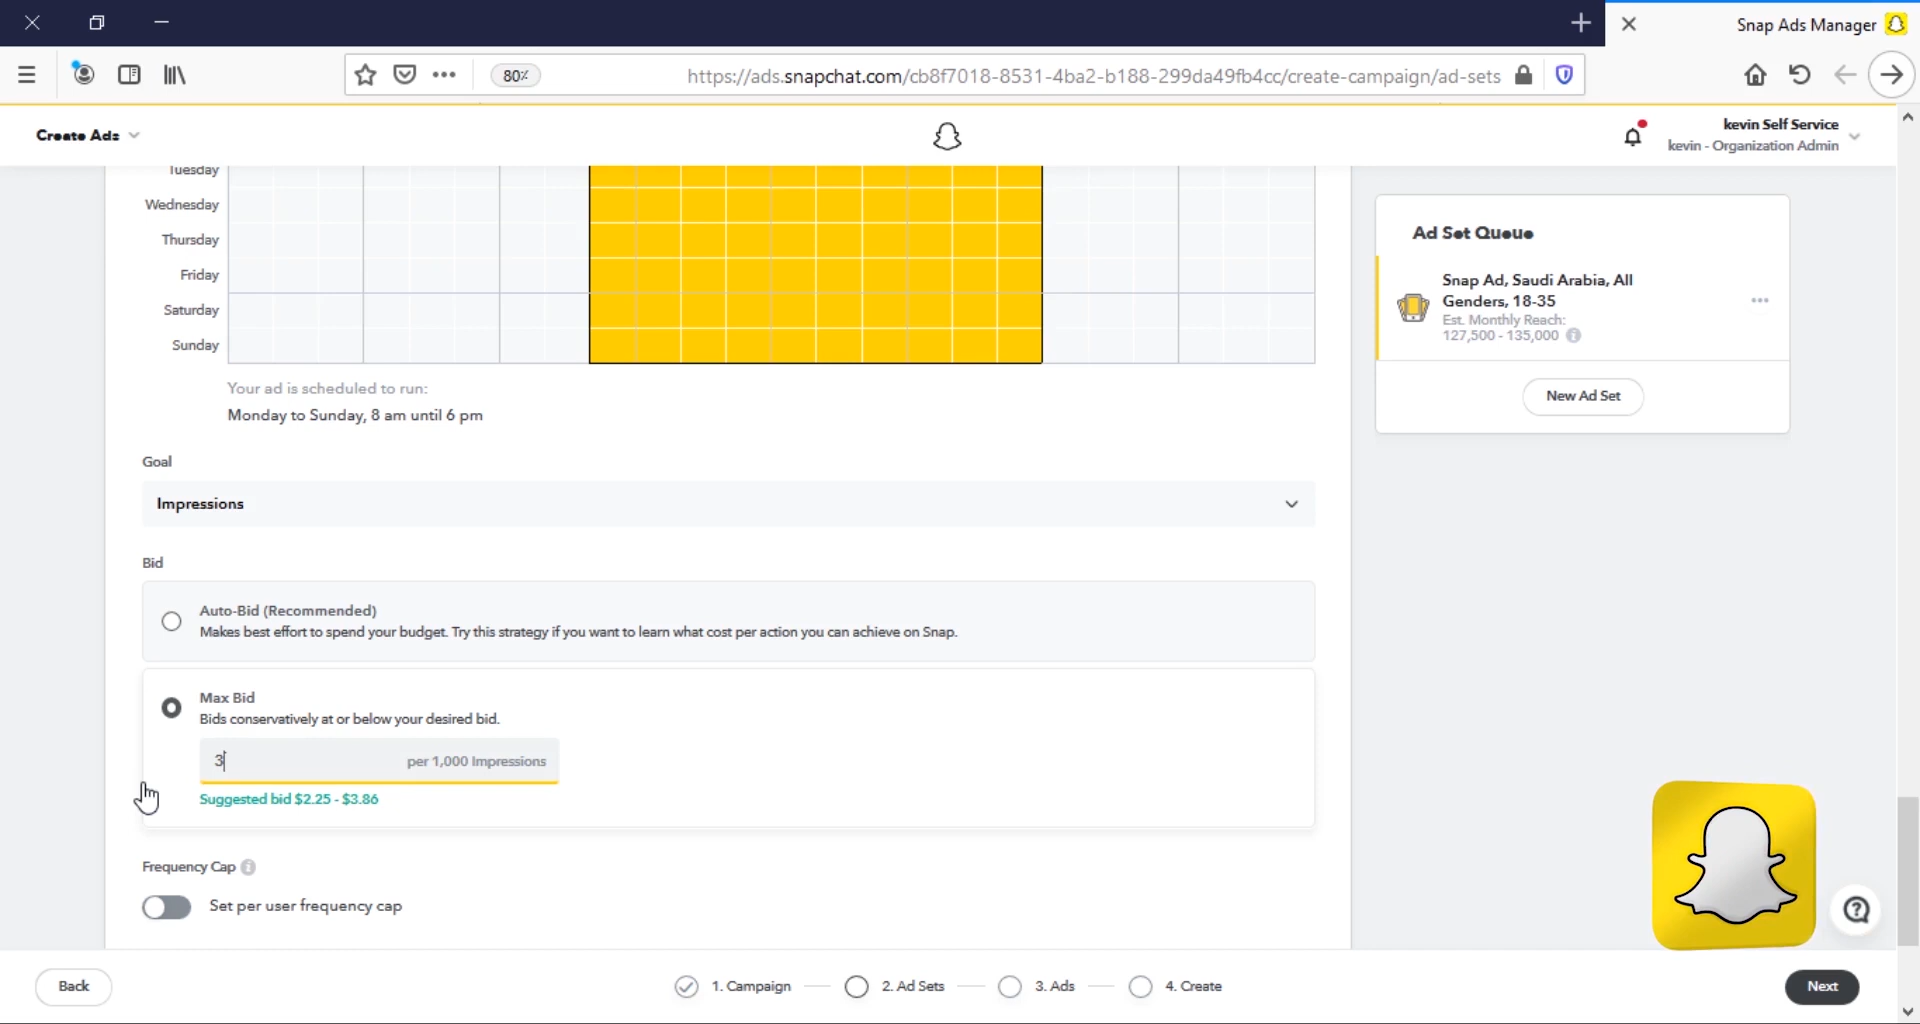 Snap Ads Manager
80%
https://ads.snapchat.com/cb8f7018-8531-4ba2-b188-299da49fb4cc/create-campaign/ad-sets
Create Ads
kevin Self Service
kevin - Organization Admin
Tuesday
Wednesday
Thursday
Friday
Saturday
Sunday
Your ad is scheduled to run:
Monday to Sunday, 8 am until 6 pm
Goal
Impressions
Bid
Auto-Bid (Recommended)
Makes best effort to spend your budget. Try this strategy if you want to learn what cost per action you can achieve on Snap.
Max Bid
Bids conservatively at or below your desired bid.
3 per 1,000 Impressions
Suggested bid $2.25 - $3.86
Frequency Cap
Set per user frequency cap
Ad Set Queue
Snap Ad, Saudi Arabia, All
Genders, 18-35
Est. Monthly Reach:
127,500 - 135,000
New Ad Set
Back
1. Campaign
2. Ad Sets
3. Ads
4. Create
Next